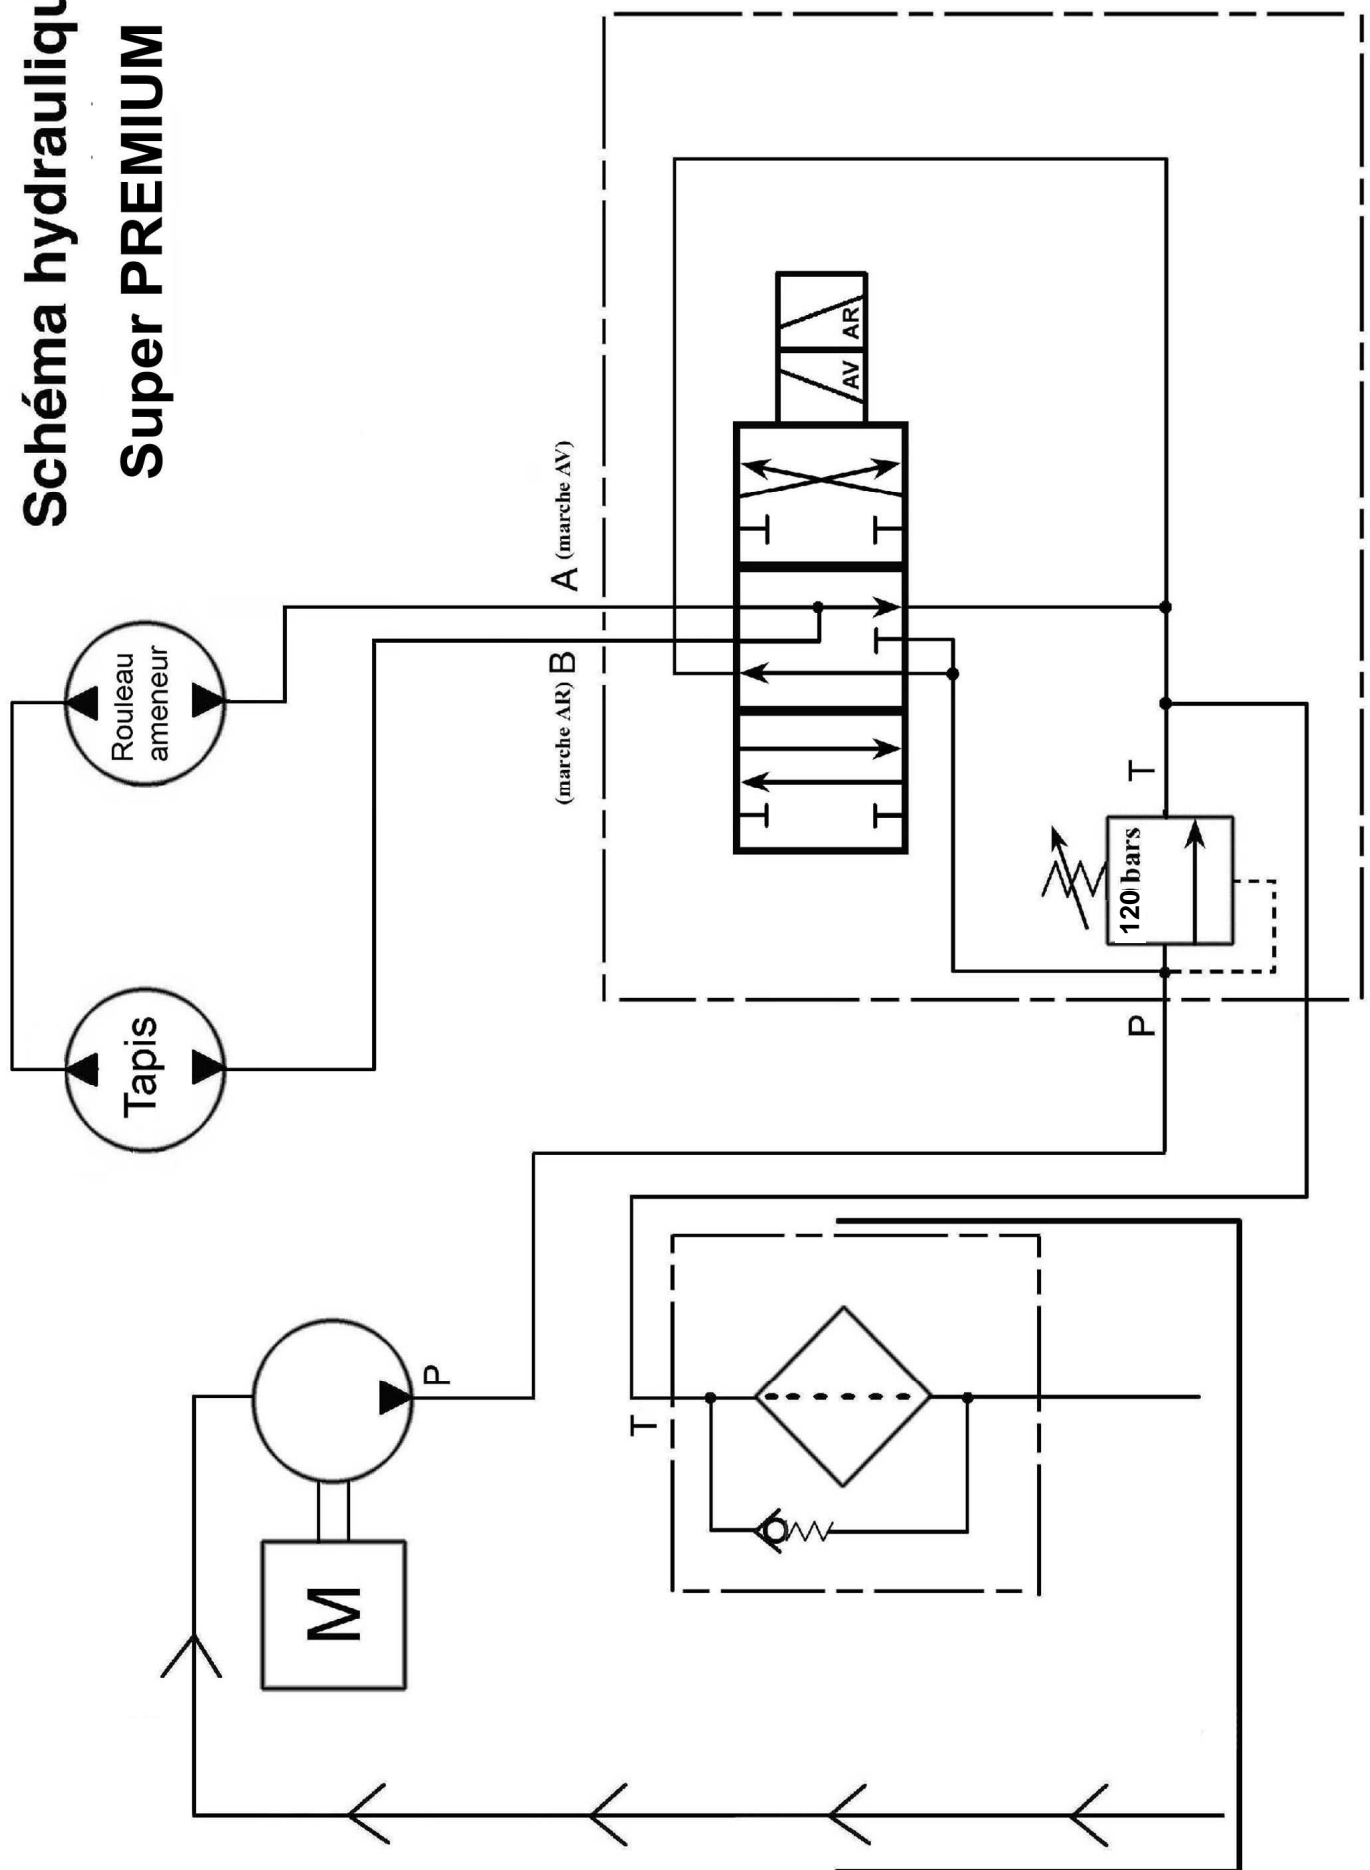 Schéma hydrauliqu
Super PREMIUM
Rouleau
ameneur
Tapis
A (marche AV)
(marche AR) B
AV
AR
T
120 bars
P
P
T
M